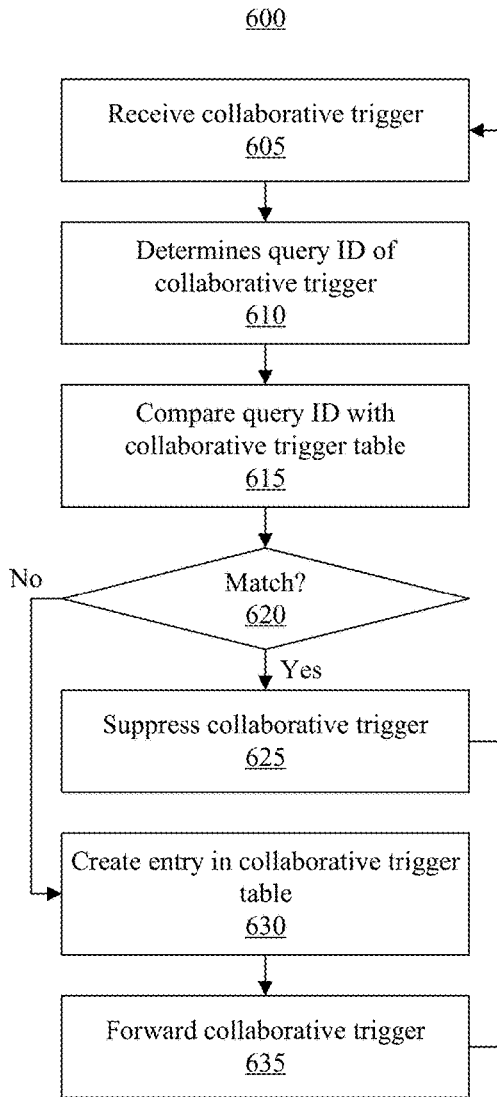 600
Receive collaborative trigger
605
Determines query ID of
collaborative trigger
610
Compare query ID with
collaborative trigger table
615
Match?
620
No
Yes
Suppress collaborative trigger
625
Create entry in collaborative trigger
table
630
Forward collaborative trigger
635